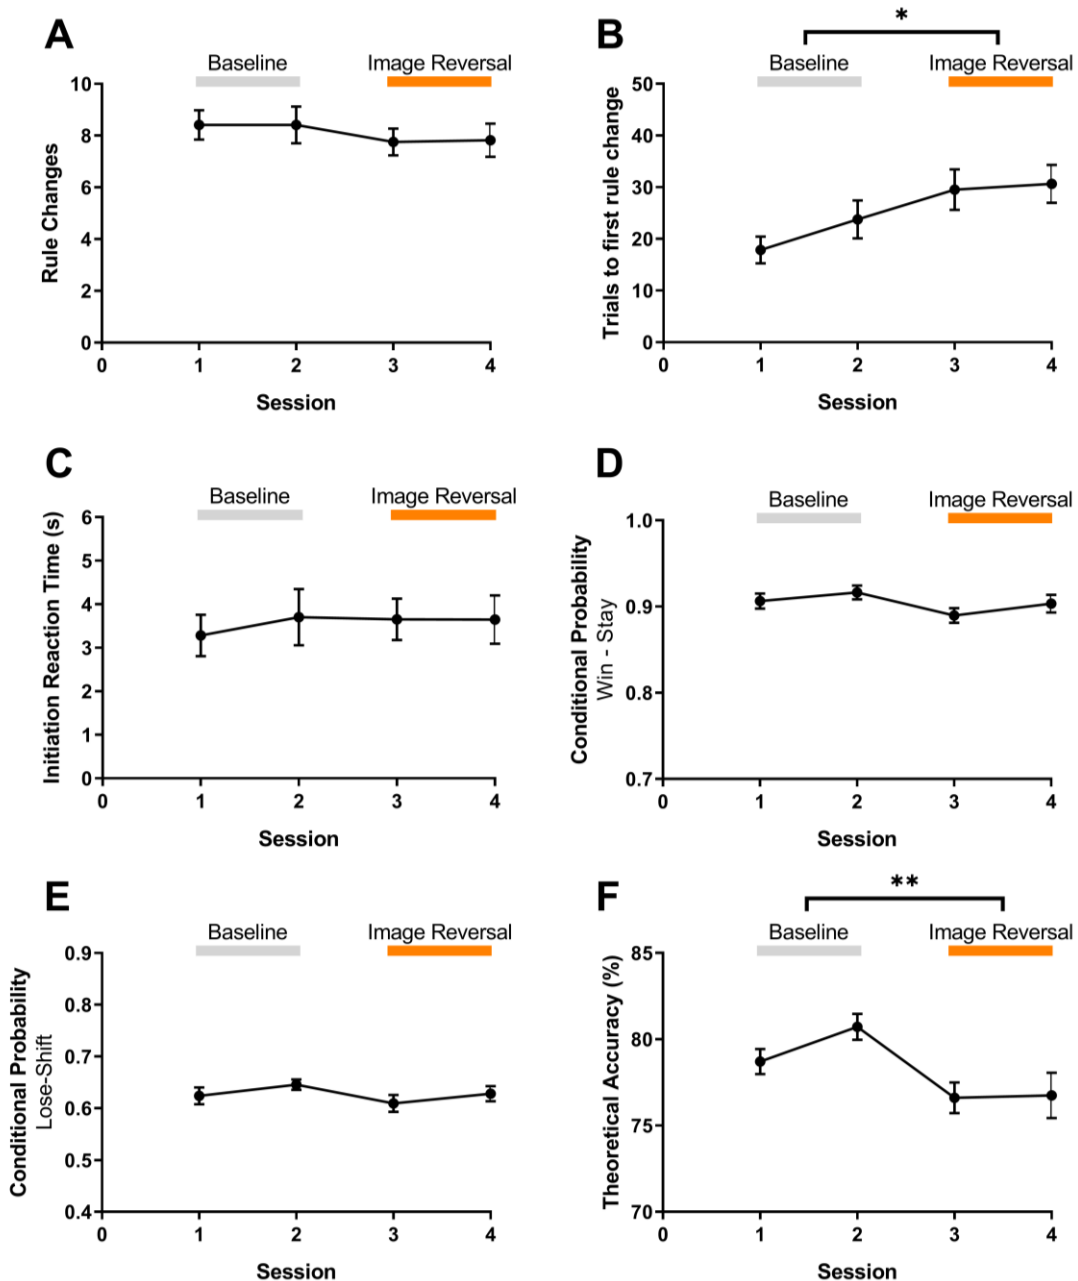 A
Baseline
Image Reversal
Rule Changes
10
8
6
4
2
0
0 1 2 3 4
Session
B
*
Baseline
Image Reversal
Trials to first rule change
50
40
30
20
10
0
0 1 2 3 4
Session
C
Baseline
Image Reversal
Initiation Reaction Time (s)
6
5
4
3
2
1
0
0 1 2 3 4
Session
D
Baseline
Image Reversal
Conditional Probability
Win - Stay
1.0
0.9
0.8
0.7
0 1 2 3 4
Session
E
Baseline
Image Reversal
Conditional Probability
Lose-Shift
0.9
0.8
0.7
0.6
0.5
0.4
0 1 2 3 4
Session
F
**
Baseline
Image Reversal
Theoretical Accuracy (%)
85
80
75
70
0 1 2 3 4
Session